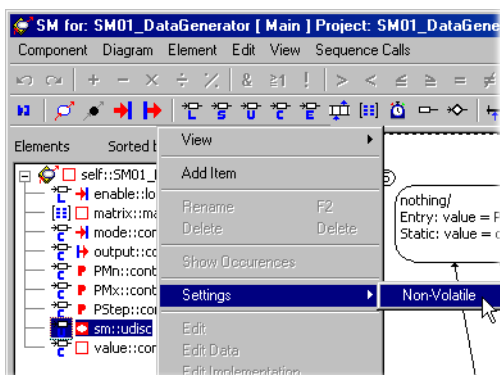 SM for: SM01_DataGenerator [ Main ] Project: SM01_DataGene
Component Diagram Element Edit View Sequence Calls
Elements Sorted b
self::SM01_
enable::lo
matrix::ma
mode::cor
output::cc
PMn::cont
PMx::cont
PStep::cor
sm::udisc
value::cor
View
Add Item
Rename F2
Delete Delete
Show Occurences
Settings
Edit
Edit Data
Edit Implementation
Non-Volatile
nothing/
Entry: value = P
Static: value =